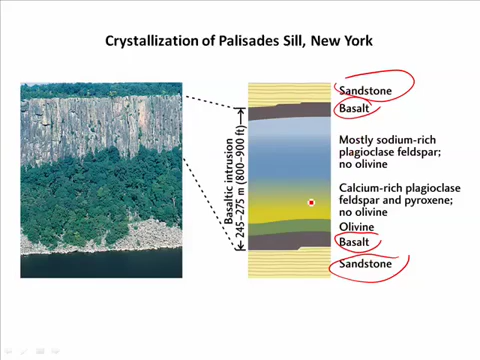 Crystallization of Palisades Sill, New York
Sandstone
Basalt
Mostly sodium-rich
plagioclase feldspar;
no olivine
Calcium-rich plagioclase
feldspar and pyroxene;
no olivine
Olivine
Basalt
Sandstone
Basaltic intrusion
245–275 m (800–900 ft)